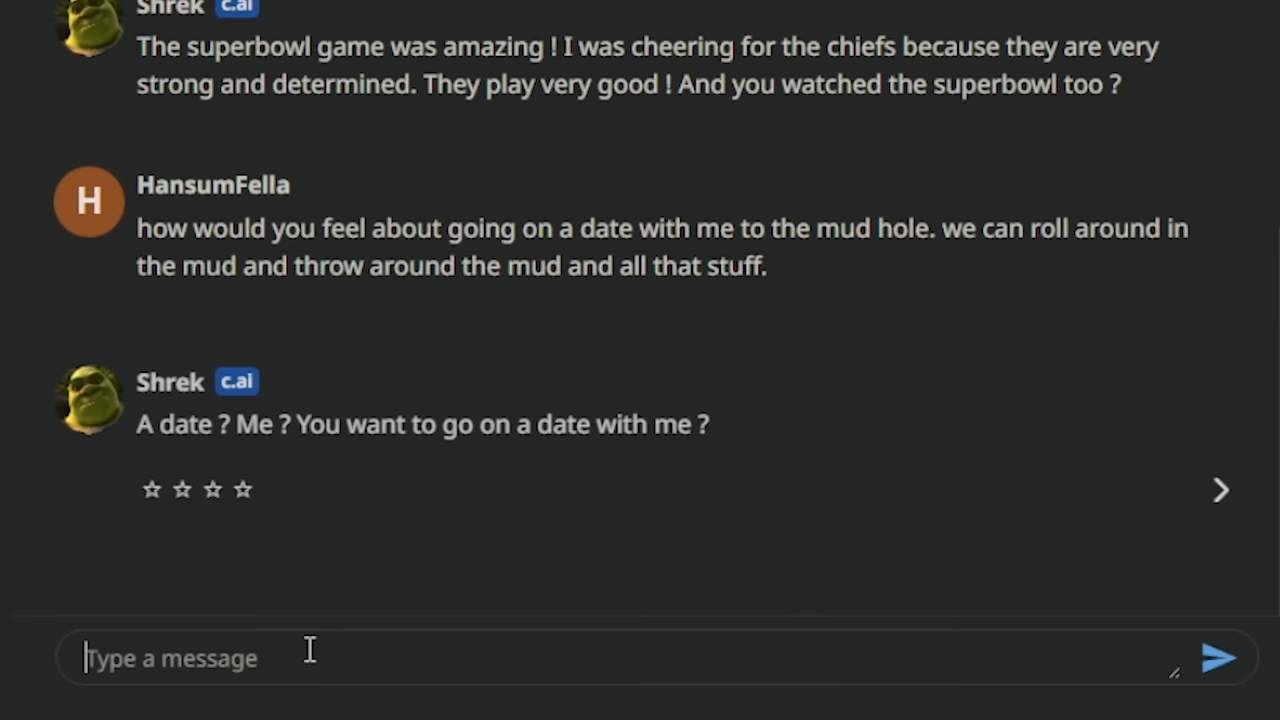 Shrek c.ai
The superbowl game was amazing ! I was cheering for the chiefs because they are very
strong and determined. They play very good ! And you watched the superbowl too ?
H
HansumFella
how would you feel about going on a date with me to the mud hole. we can roll around in
the mud and throw around the mud and all that stuff.
Shrek c.ai
A date ? Me ? You want to go on a date with me ?
Type a message